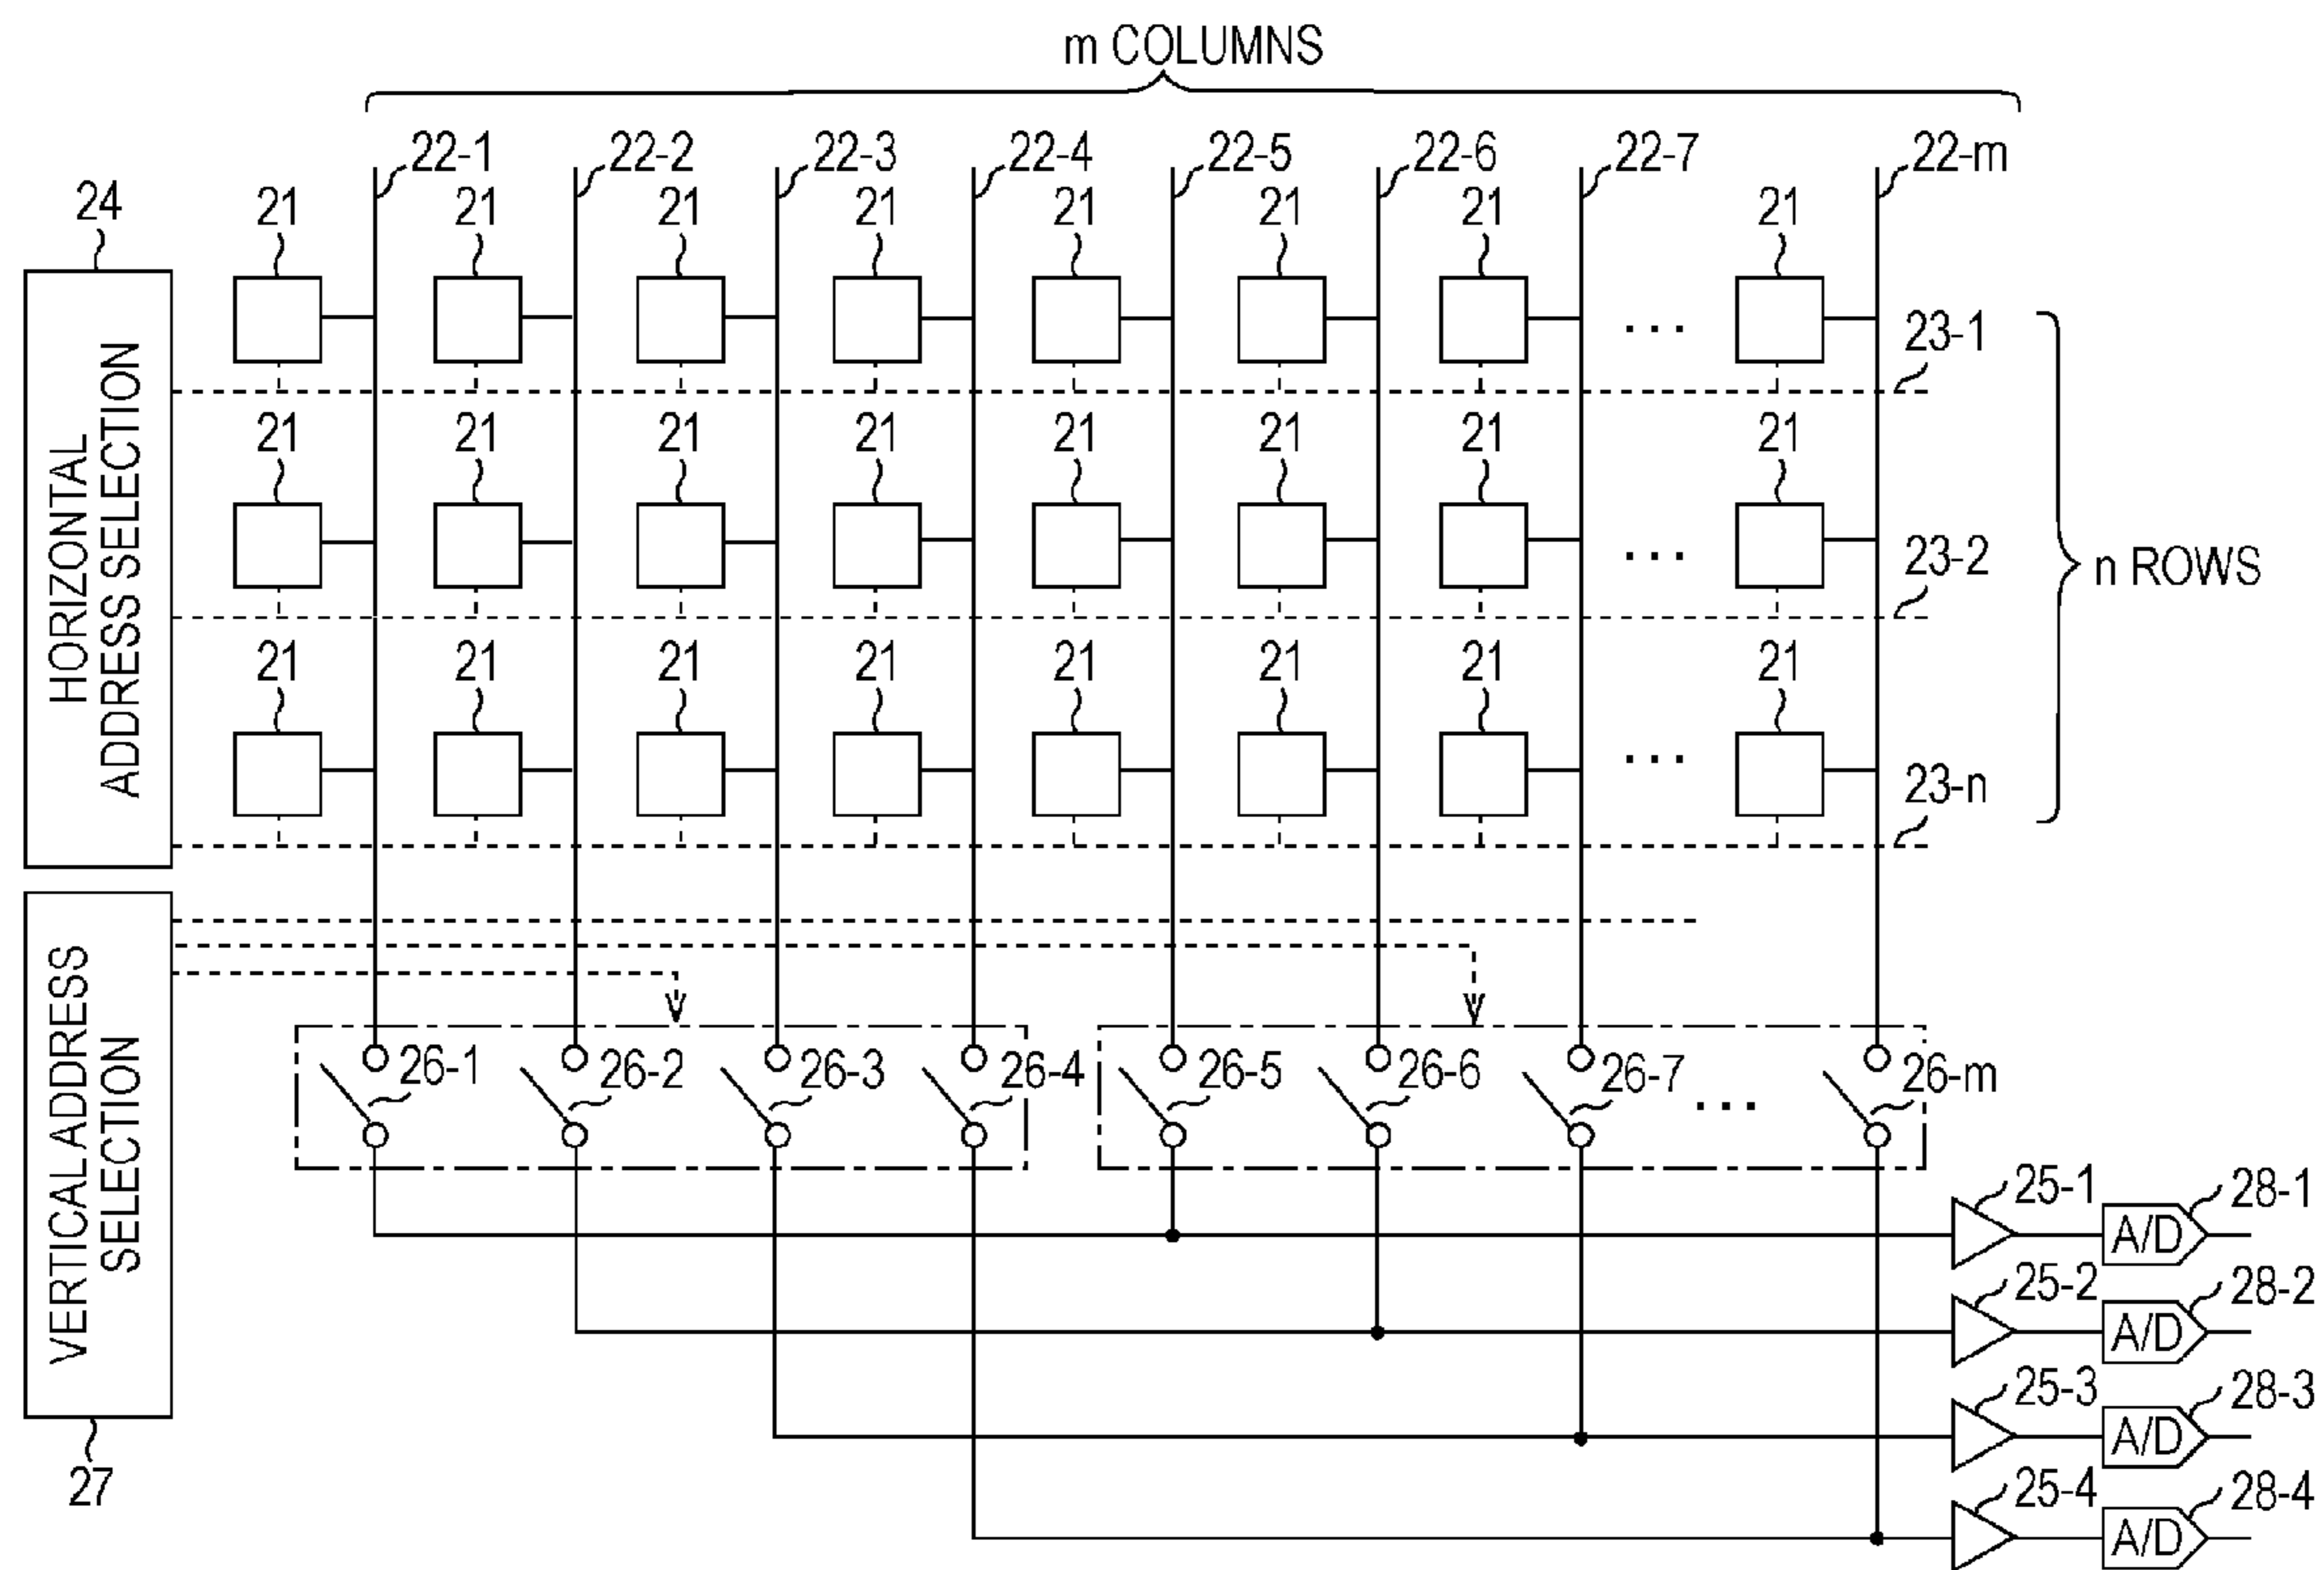 m COLUMNS
22-1 22-2 22-3 22-4 22-5 22-6 22-7 22-m
24 21 21 21 21 21 21 21 21
HORIZONTAL
ADDRESS SELECTION
... 23-1
21 21 21 21 21 21 21 21
... 23-2
n ROWS
21 21 21 21 21 21 21 21
... 23-n
VERTICAL ADDRESS
SELECTION
26-1 26-2 26-3 26-4 26-5 26-6 26-7 ... 26-m
25-1 A/D 28-1
25-2 A/D 28-2
25-3 A/D 28-3
27
25-4 A/D 28-4